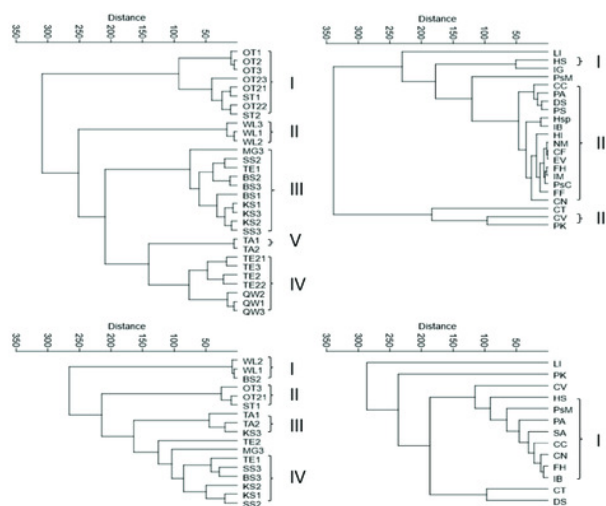 Distance
350 300 250 200 150 100 50
OT1
OT2
OT3
OT23
OT21
ST1
OT22
ST2
I
WL3
WL1
WL2
II
MG3
SS2
TE1
BS2
BS3
BS1
KS1
KS3
KS2
SS3
III
TA1
TA2
V
TE21
TE3
TE2
TE22
QW2
QW1
QW3
IV
Distance
350 300 250 200 150 100 50
LI
HS
IG
I
PsM
CC
PA
DS
PS
Hsp
IB
HI
NM
CF
EV
FH
IM
PsC
FF
CN
II
CT
CV
PK
II
Distance
350 300 250 200 150 100 50
WL2
WL1
BS2
I
OT3
OT21
ST1
II
TA1
TA2
KS3
III
TE2
MG3
TE1
SS3
BS3
KS2
KS1
SS2
IV
Distance
350 300 250 200 150 100 50
LI
PK
CV
HS
PsM
PA
SA
CC
CN
FH
IB
I
CT
DS